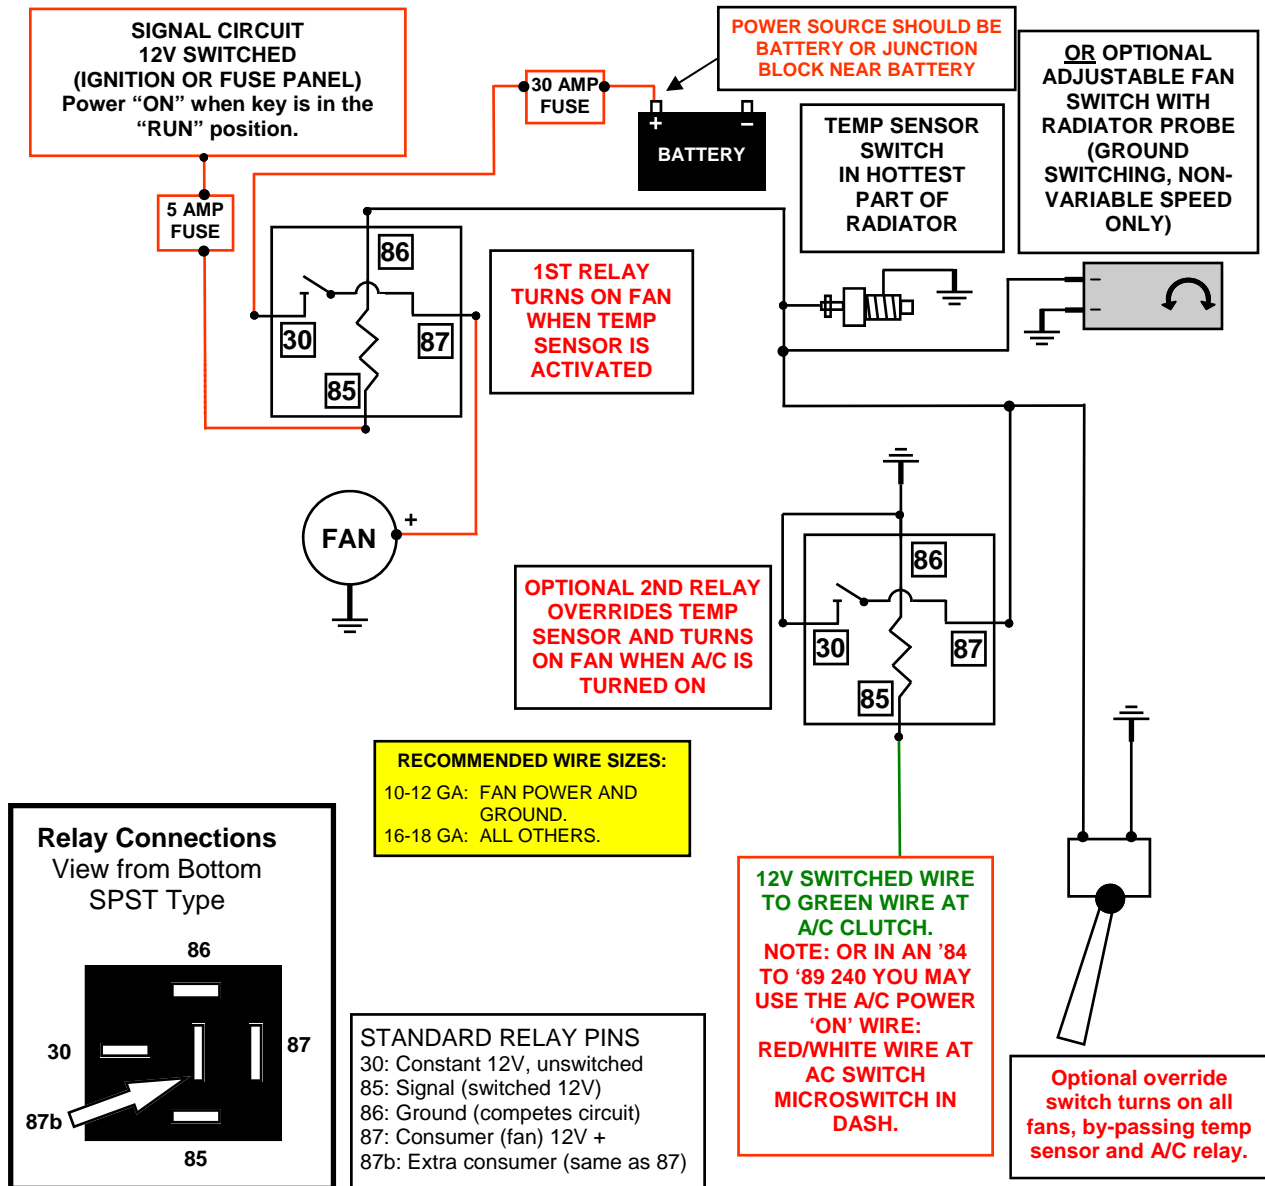 SIGNAL CIRCUIT
12V SWITCHED
(IGNITION OR FUSE PANEL)
Power “ON” when key is in the
“RUN” position.
5 AMP
FUSE
30 AMP
FUSE
POWER SOURCE SHOULD BE
BATTERY OR JUNCTION
BLOCK NEAR BATTERY
+
–
BATTERY
TEMP SENSOR
SWITCH
IN HOTTEST
PART OF
RADIATOR
OR OPTIONAL
ADJUSTABLE FAN
SWITCH WITH
RADIATOR PROBE
(GROUND
SWITCHING, NON-
VARIABLE SPEED
ONLY)
–
–
86
30
87
85
1ST RELAY
TURNS ON FAN
WHEN TEMP
SENSOR IS
ACTIVATED
FAN
+
OPTIONAL 2ND RELAY
OVERRIDES TEMP
SENSOR AND TURNS
ON FAN WHEN A/C IS
TURNED ON
86
30
87
85
RECOMMENDED WIRE SIZES:
10-12 GA: FAN POWER AND
GROUND.
16-18 GA: ALL OTHERS.
Relay Connections
View from Bottom
SPST Type
86
30
87
87b
85
STANDARD RELAY PINS
30: Constant 12V, unswitched
85: Signal (switched 12V)
86: Ground (competes circuit)
87: Consumer (fan) 12V +
87b: Extra consumer (same as 87)
12V SWITCHED WIRE
TO GREEN WIRE AT
A/C CLUTCH.
NOTE: OR IN AN ’84
TO ‘89 240 YOU MAY
USE THE A/C POWER
‘ON’ WIRE:
RED/WHITE WIRE AT
AC SWITCH
MICROSWITCH IN
DASH.
Optional override
switch turns on all
fans, by-passing temp
sensor and A/C relay.